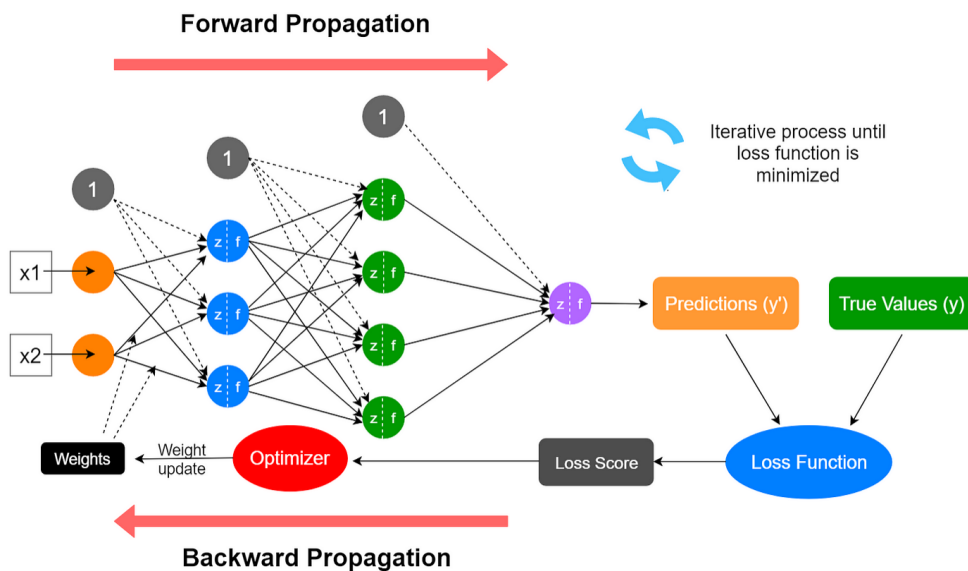 Forward Propagation
1
1
1
Iterative process until
loss function is
minimized
x1
x2
z f
z f
z f
z f
z f
z f
z f
z f
Predictions (y')
True Values (y)
Weights
Weight
update
Optimizer
Loss Score
Loss Function
Backward Propagation